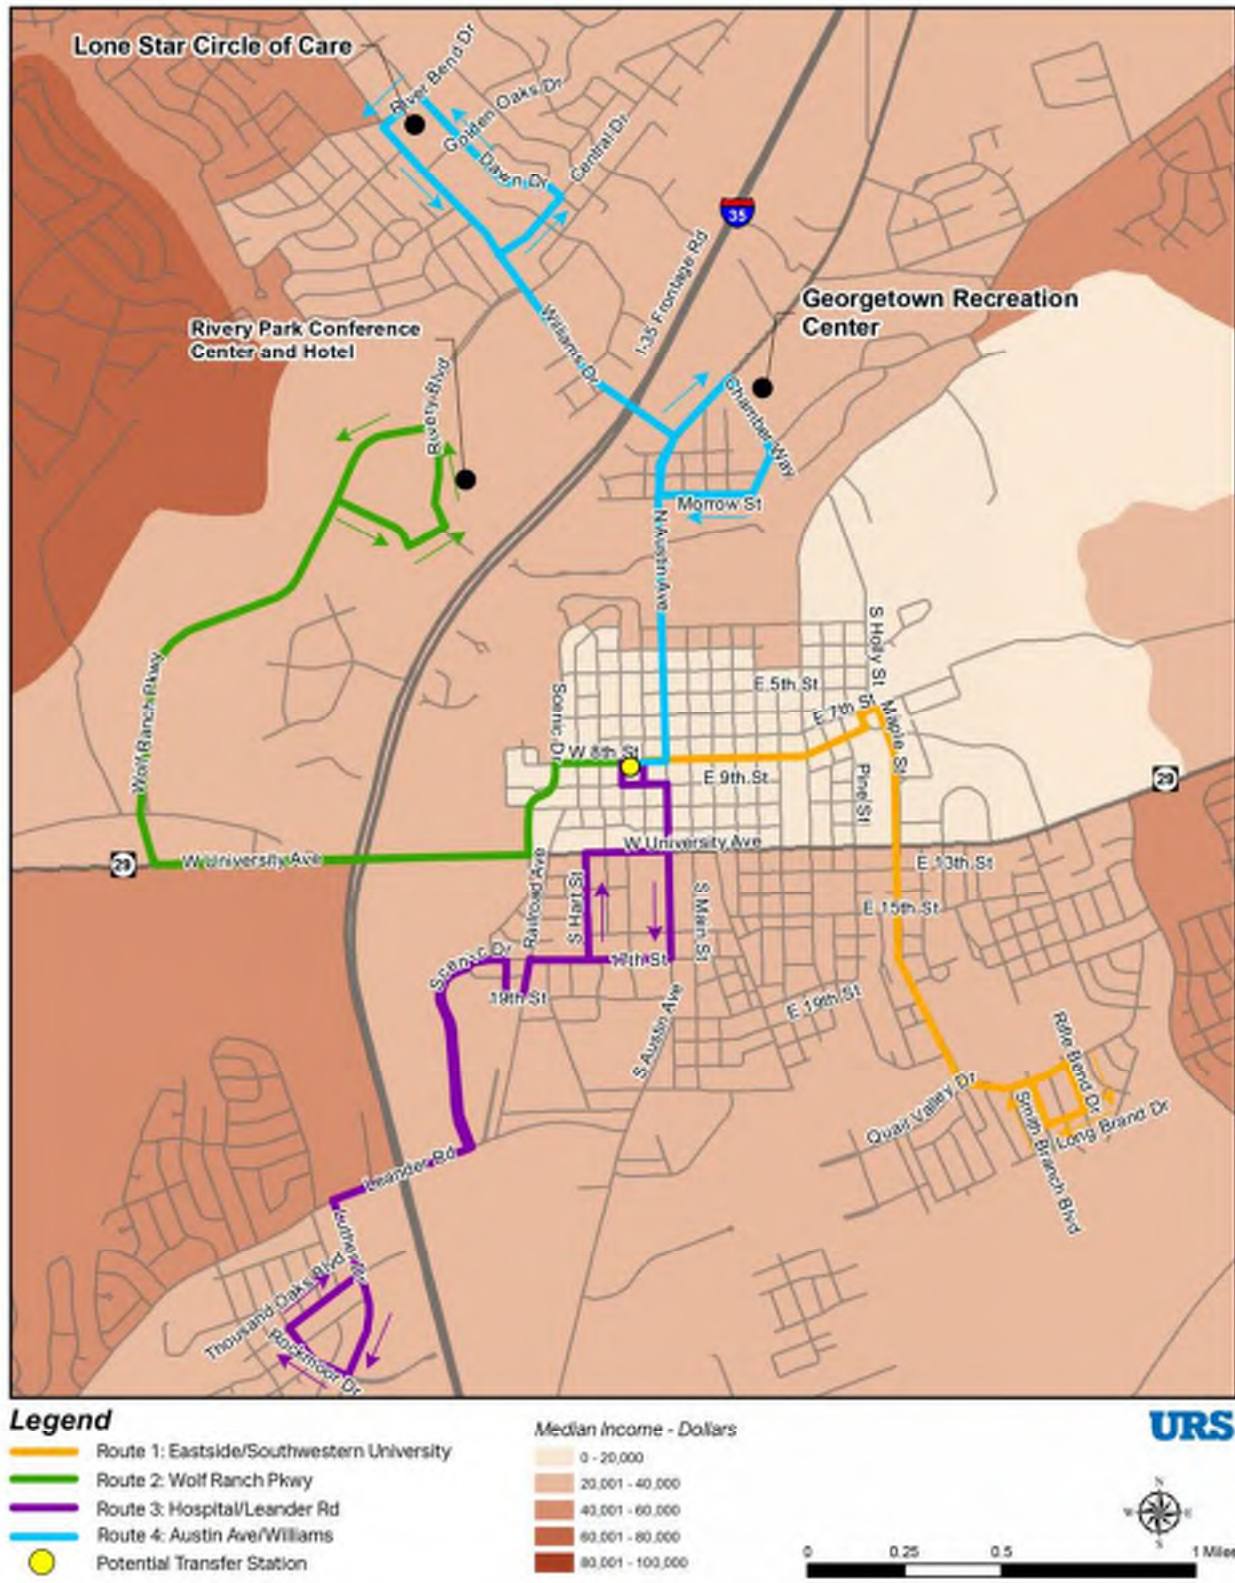 Lone Star Circle of Care
River Bend Dr
Golden Oaks Dr
Dawn Dr
Central Dr
35
I-35 Frontage Rd
Georgetown Recreation
Center
Rivery Park Conference
Center and Hotel
Rivery Blvd
Williams Dr
Chamber Way
Morrow St
N Austin Ave
S Holly St
E 5th St
E 7th St
Maple St
Scenic Dr
W 8th St
E 9th St
Pine St
Wolf Ranch Pkwy
29
W University Ave
29
W University Ave
E 13th St
Railroad Ave
S Hart St
S Main St
E 15th St
Scenic Dr
17th St
19th St
E 19th St
S Austin Ave
Rifle Bend Dr
Quail Valley Dr
Smith Branch Blvd
Long Brand Dr
Leander Rd
Thousand Oaks Blvd
Rockmoor Dr
Legend
Route 1: Eastside/Southwestern University
Route 2: Wolf Ranch Pkwy
Route 3: Hospital/Leander Rd
Route 4: Austin Ave/Williams
Potential Transfer Station
Median Income - Dollars
0 - 20,000
20,001 - 40,000
40,001 - 60,000
60,001 - 80,000
80,001 - 100,000
URS
N
W E
S
0 0.25 0.5 1 Miles